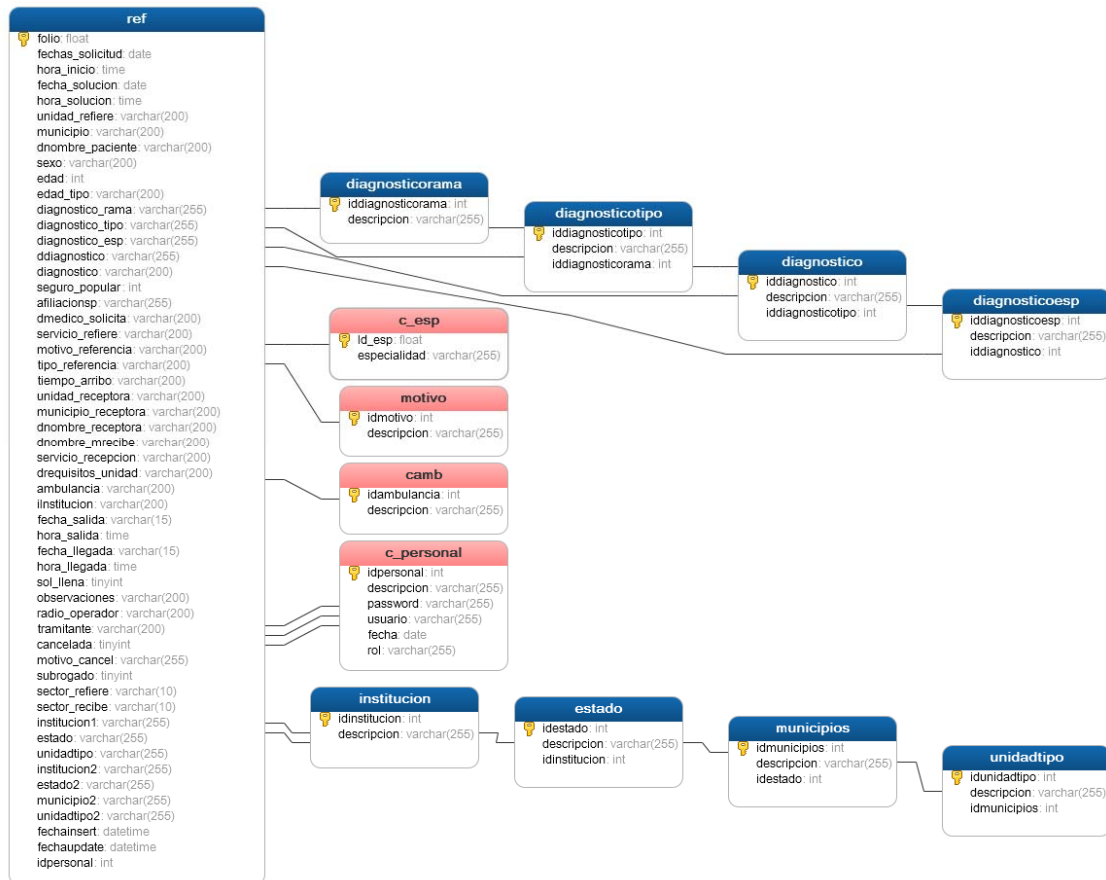 ref
folio: float
fechas_solicitud: date
hora_inicio: time
fecha_solucion: date
hora_solucion: time
unidad_refiere: varchar(200)
municipio: varchar(200)
dnombre_paciente: varchar(200)
sexo: varchar(200)
edad: int
edad_tipo: varchar(200)
diagnostico_rama: varchar(255)
diagnostico_tipo: varchar(255)
diagnostico_esp: varchar(255)
ddiagnostico: varchar(255)
diagnostico: varchar(200)
seguro_popular: int
afiliacionsp: varchar(255)
dmedico_solicita: varchar(200)
servicio_refiere: varchar(200)
motivo_referencia: varchar(200)
tipo_referencia: varchar(200)
tiempo_arribo: varchar(200)
unidad_receptora: varchar(200)
municipio_receptora: varchar(200)
dnombre_receptora: varchar(200)
dnombre_mrecibe: varchar(200)
servicio_recepcion: varchar(200)
drequisitos_unidad: varchar(200)
ambulancia: varchar(200)
iInstitucion: varchar(200)
fecha_salida: varchar(15)
hora_salida: time
fecha_llegada: varchar(15)
hora_llegada: time
sol_llena: tinyint
observaciones: varchar(200)
radio_operador: varchar(200)
tramitante: varchar(200)
cancelada: tinyint
motivo_cancel: varchar(255)
subrogado: tinyint
sector_refiere: varchar(10)
sector_recibe: varchar(10)
institucion1: varchar(255)
estado: varchar(255)
unidadtipo: varchar(255)
institucion2: varchar(255)
estado2: varchar(255)
municipio2: varchar(255)
unidadtipo2: varchar(255)
fechainsert: datetime
fechaupdate: datetime
idpersonal: int
diagnosticorama
iddiagnosticorama: int
descripcion: varchar(255)
diagnosticotipo
iddiagnosticotipo: int
descripcion: varchar(255)
iddiagnosticorama: int
diagnostico
iddiagnostico: int
descripcion: varchar(255)
iddiagnosticotipo: int
diagnosticoesp
iddiagnosticoesp: int
descripcion: varchar(255)
iddiagnostico: int
c_esp
Id_esp: float
especialidad: varchar(255)
motivo
idmotivo: int
descripcion: varchar(255)
camb
idambulancia: int
descripcion: varchar(255)
c_personal
idpersonal: int
descripcion: varchar(255)
password: varchar(255)
usuario: varchar(255)
fecha: date
rol: varchar(255)
institucion
idinstitucion: int
descripcion: varchar(255)
estado
idestado: int
descripcion: varchar(255)
idinstitucion: int
municipios
idmunicipios: int
descripcion: varchar(255)
idestado: int
unidadtipo
idunidadtipo: int
descripcion: varchar(255)
idmunicipios: int